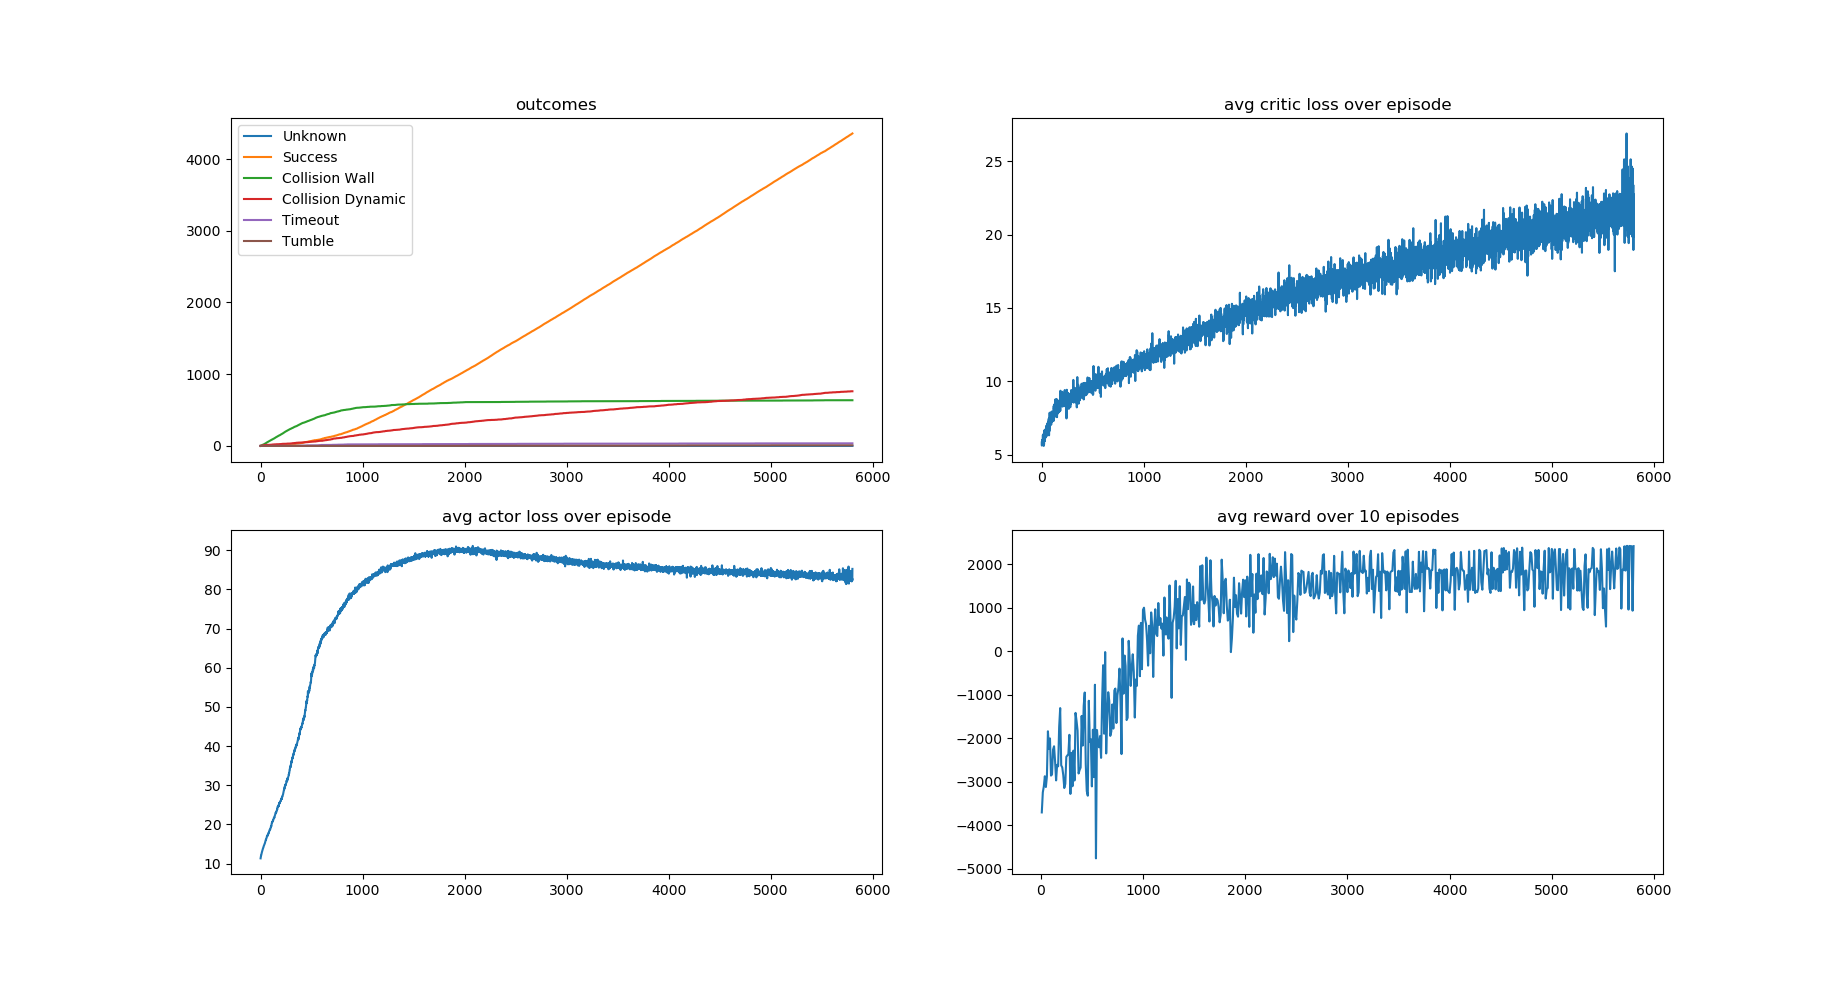 outcomes
Unknown
Success
Collision Wall
Collision Dynamic
Timeout
Tumble
4000
3000
2000
1000
0
0 1000 2000 3000 4000 5000 6000
avg critic loss over episode
25
20
15
10
5
0 1000 2000 3000 4000 5000 6000
avg actor loss over episode
90
80
70
60
50
40
30
20
10
0 1000 2000 3000 4000 5000 6000
avg reward over 10 episodes
2000
1000
0
−1000
−2000
−3000
−4000
−5000
0 1000 2000 3000 4000 5000 6000